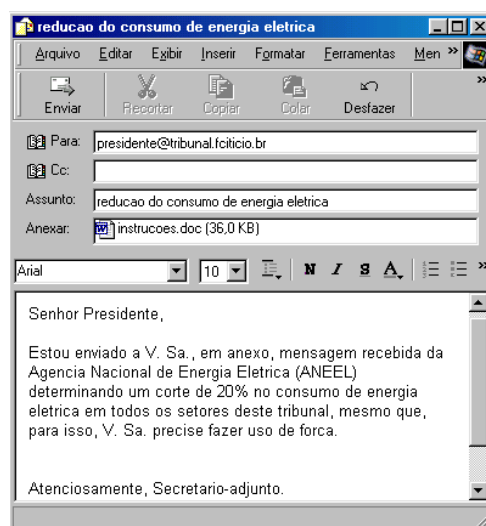 reducao do consumo de energia eletrica
Arquivo Editar Exibir Inserir Formatar Ferramentas Men »
Enviar Recortar Copiar Colar Desfazer »
Para: presidente@tribunal.fciticio.br
Cc:
Assunto: reducao do consumo de energia eletrica
Anexar: instrucoes.doc (36,0 KB)
Arial 10 N I S A »
Senhor Presidente,
Estou enviado a V. Sa., em anexo, mensagem recebida da
Agencia Nacional de Energia Eletrica (ANEEL)
determinando um corte de 20% no consumo de energia
eletrica em todos os setores deste tribunal, mesmo que,
para isso, V. Sa. precise fazer uso de forca.
Atenciosamente, Secretario-adjunto.